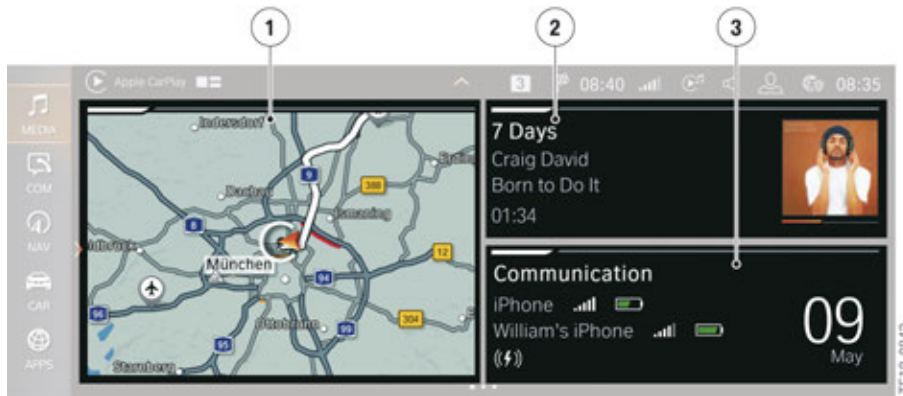 1
2
3
Apple CarPlay
3
08:40
08:35
MEDIA
COM
NAV
CAR
APPS
Indersdorf
9
388
Dachau
Ismaning
8
12
München
94
96
Ottobrunn
304
99
95
Starnberg
7 Days
Craig David
Born to Do It
01:34
Communication
iPhone
William's iPhone
09
May